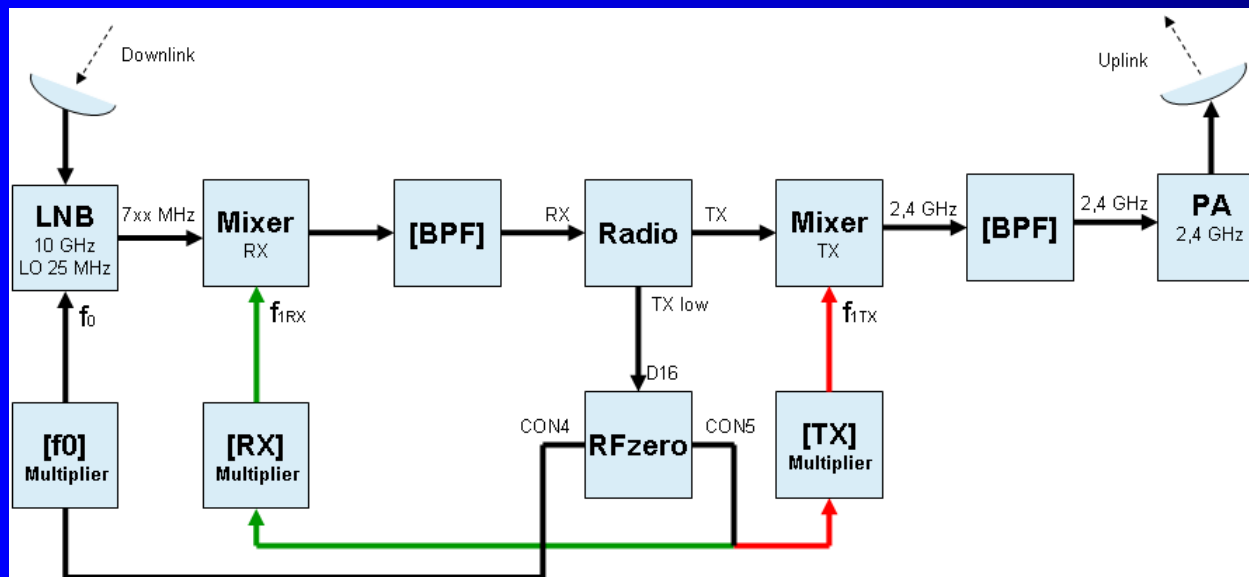 Downlink
Uplink
LNB
10 GHz
LO 25 MHz
7xx MHz
Mixer
RX
[BPF]
RX
Radio
TX
Mixer
TX
2,4 GHz
[BPF]
2,4 GHz
PA
2,4 GHz
f0
f1RX
TX low
f1TX
D16
[f0]
Multiplier
[RX]
Multiplier
CON4
RFzero
CON5
[TX]
Multiplier